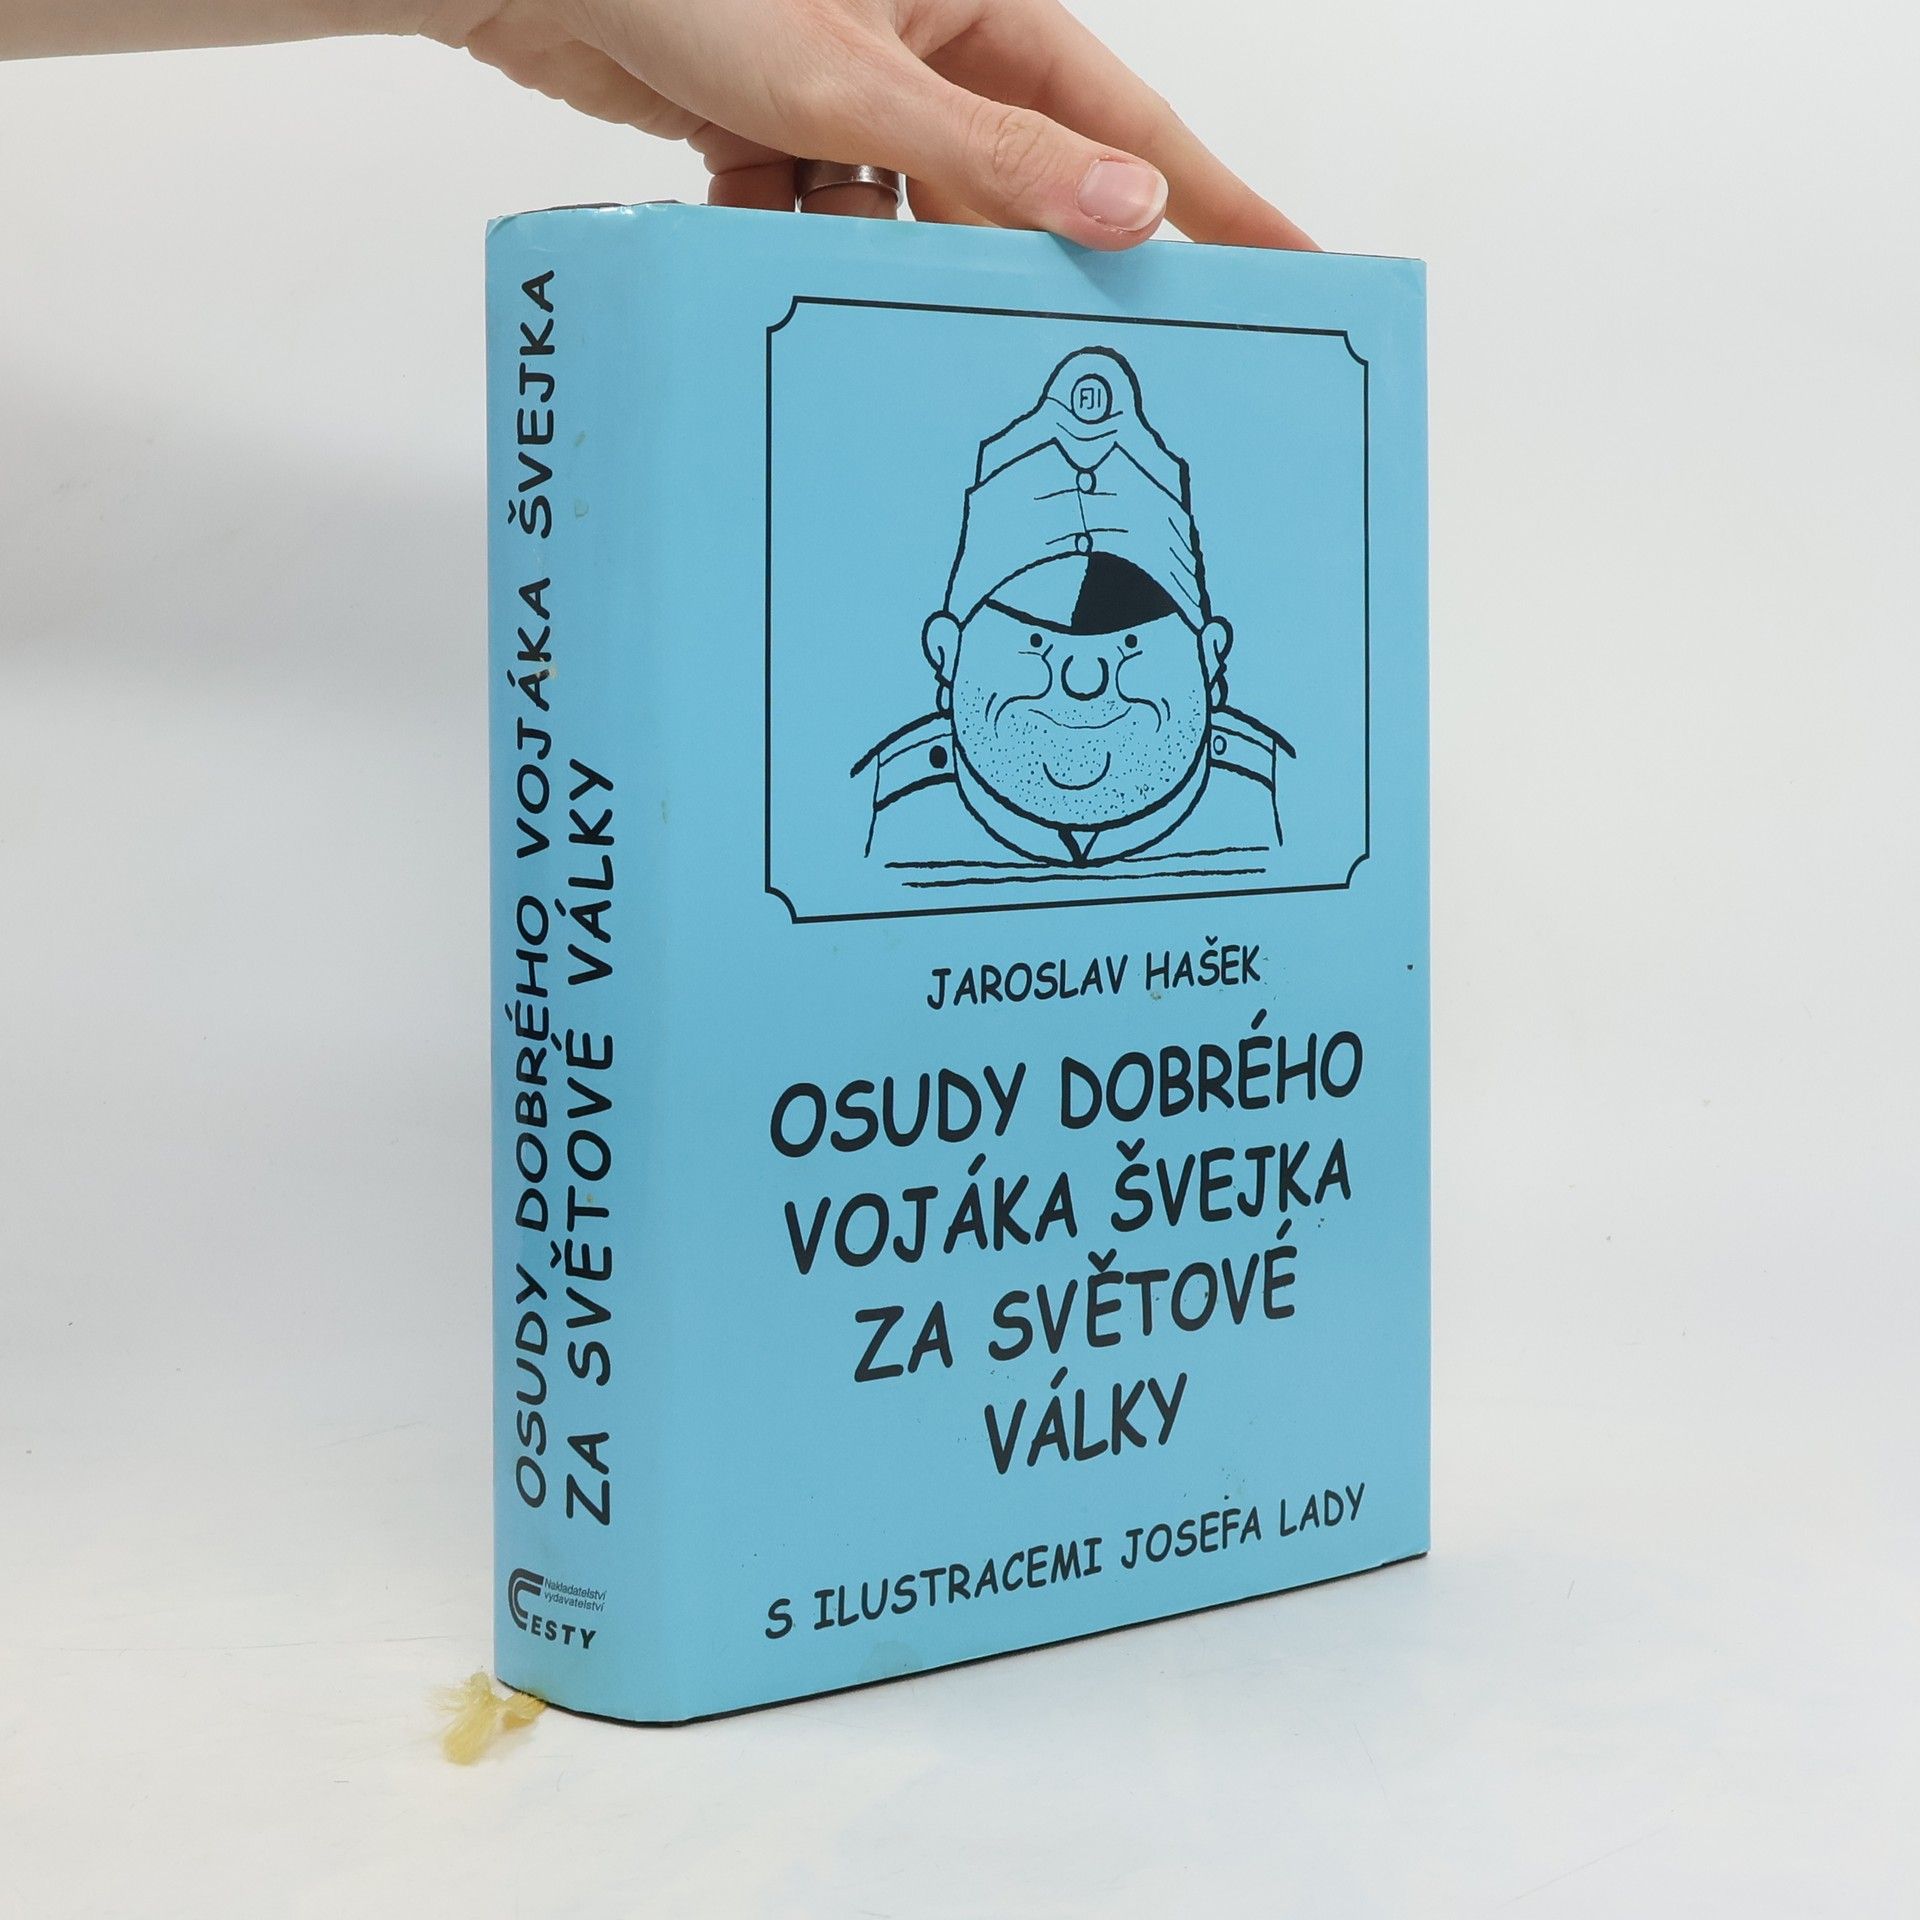 OSUDY DOBRÉHO VOJÁKA ŠVEJKA
ZA SVĚTOVÉ VÁLKY
Nakladatelství
vydavatelství
CESTY
FJI
JAROSLAV HAŠEK
OSUDY DOBRÉHO
VOJÁKA ŠVEJKA
ZA SVĚTOVÉ
VÁLKY
S ILUSTRACEMI JOSEFA LADY